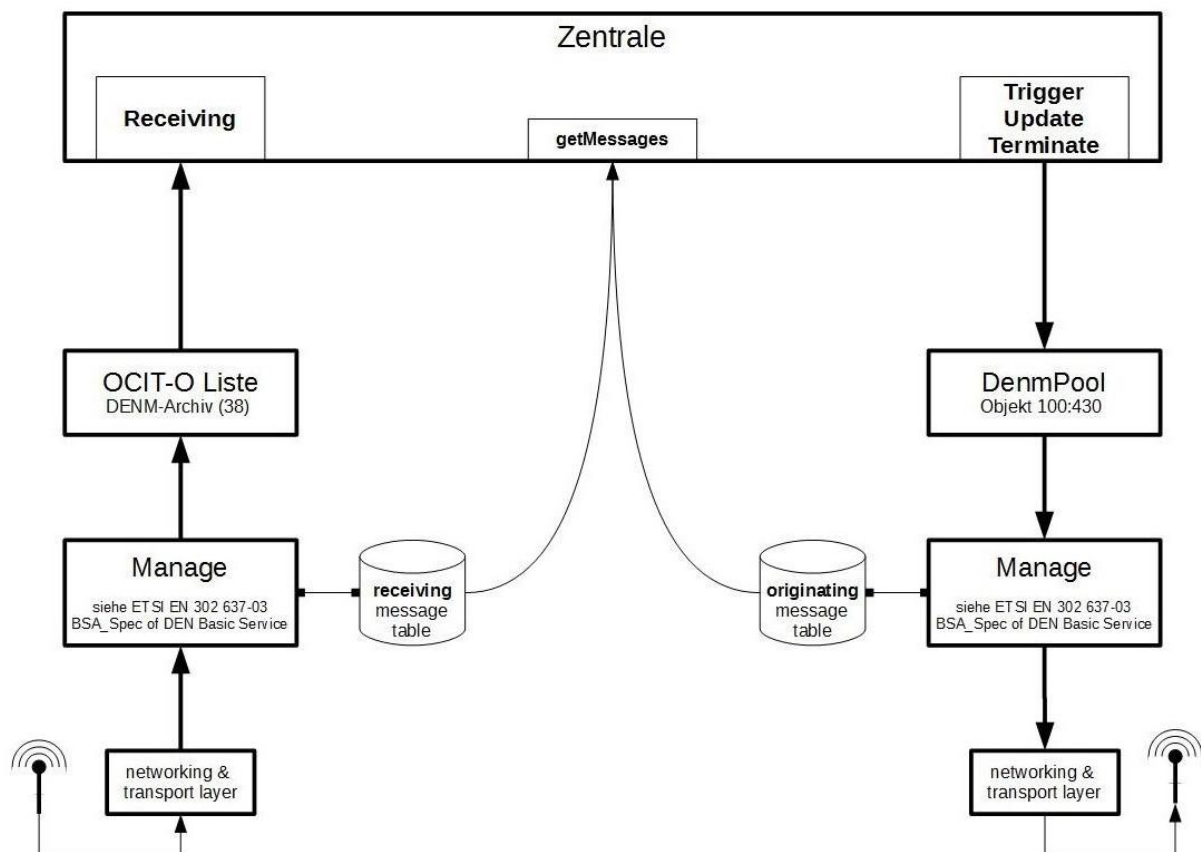 Zentrale
Receiving
getMessages
Trigger
Update
Terminate
OCIT-O Liste
DENM-Archiv (38)
DenmPool
Objekt 100:430
Manage
siehe ETSI EN 302 637-03
BSA_Spec of DEN Basic Service
receiving
message
table
originating
message
table
Manage
siehe ETSI EN 302 637-03
BSA_Spec of DEN Basic Service
networking &
transport layer
networking &
transport layer